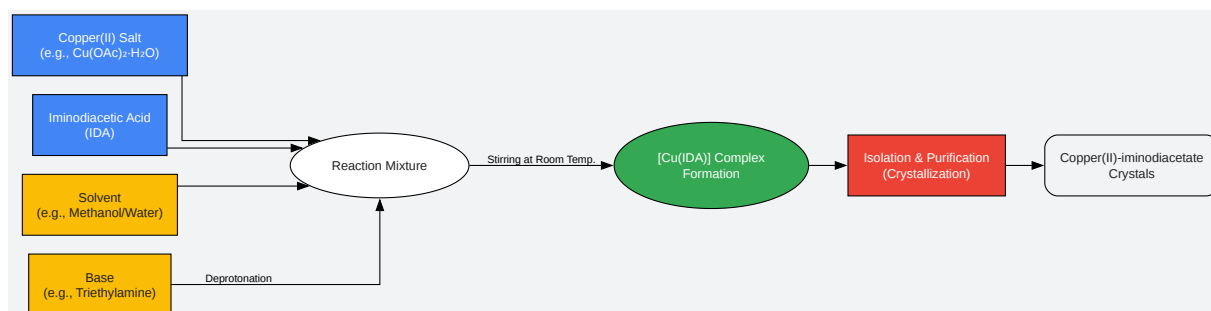 Copper(II) Salt
(e.g., Cu(OAc)₂·H₂O)
Iminodiacetic Acid
(IDA)
Solvent
(e.g., Methanol/Water)
Base
(e.g., Triethylamine)
Deprotonation
Reaction Mixture
Stirring at Room Temp.
[Cu(IDA)] Complex
Formation
Isolation & Purification
(Crystallization)
Copper(II)-iminodiacetate
Crystals